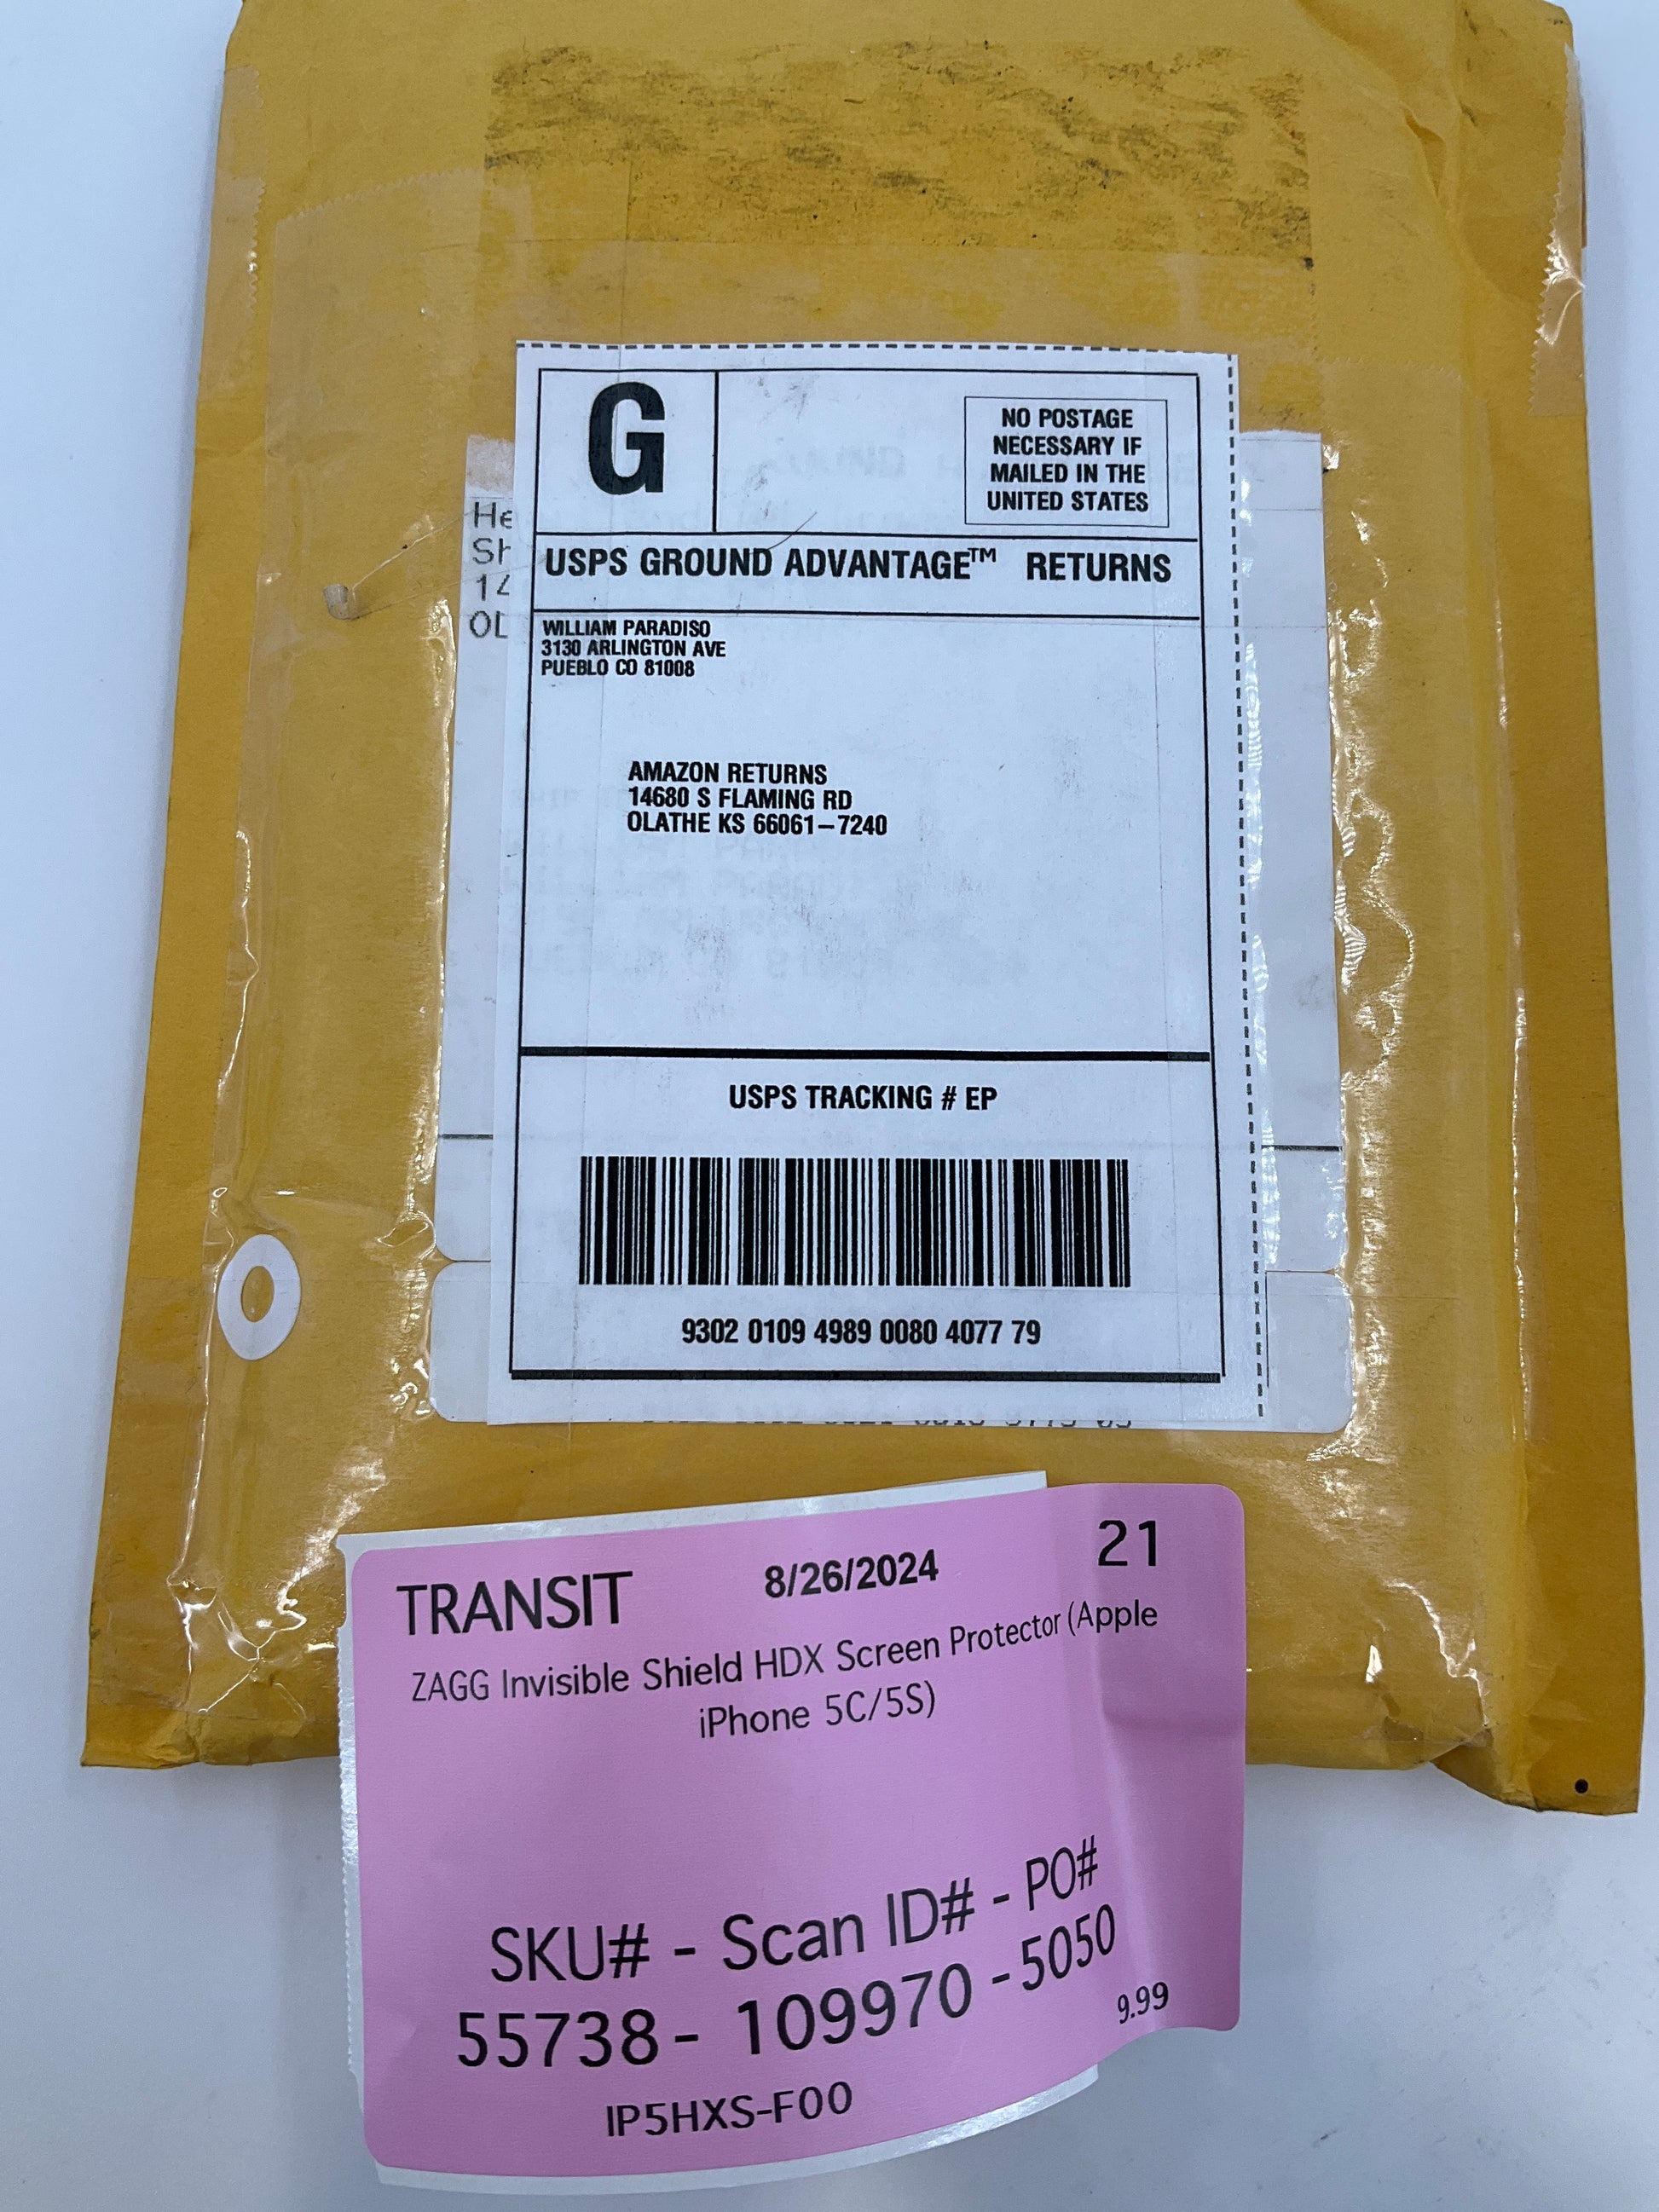 G
NO POSTAGE
NECESSARY IF
MAILED IN THE
UNITED STATES
USPS GROUND ADVANTAGE™ RETURNS
He
14
WILLIAM PARADISO
3130 ARLINGTON AVE
PUEBLO CO 81008
AMAZON RETURNS
14680 S FLAMING RD
OLATHE KS 66061-7240
USPS TRACKING # EP
9302 0109 4989 0080 4077 79
TRANSIT 8/26/2024 21
ZAGG Invisible Shield HDX Screen Protector (Apple
iPhone 5C/5S)
SKU# - Scan ID# - PO#
55738- 109970 -5050
9.99
IP5HXS-F00